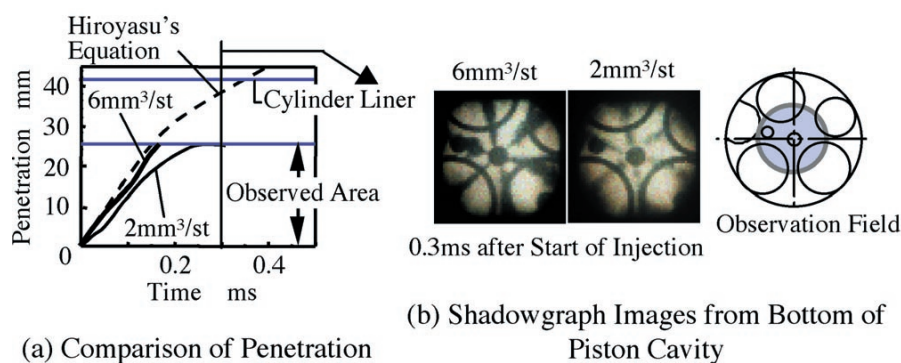 Hiroyasu's
Equation
40
30
20
10
0
Penetration mm
6mm³/st
2mm³/st
Cylinder Liner
Observed Area
0.2
0.4
Time ms
(a) Comparison of Penetration
6mm³/st
2mm³/st
0.3ms after Start of Injection
Observation Field
(b) Shadowgraph Images from Bottom of
Piston Cavity